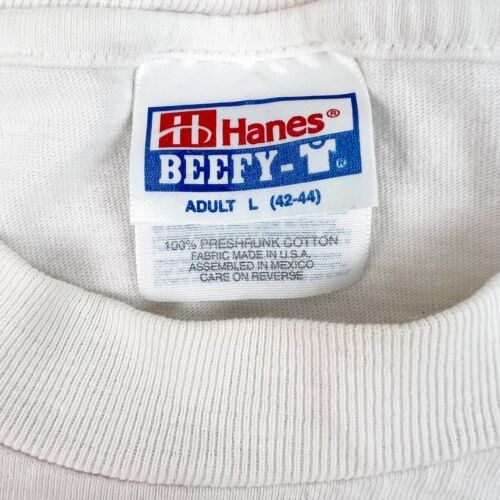 Hanes®
BEEFY-T®
ADULT L (42-44)
100% PRESHRUNK COTTON
FABRIC MADE IN U.S.A.
ASSEMBLED IN MEXICO
CARE ON REVERSE